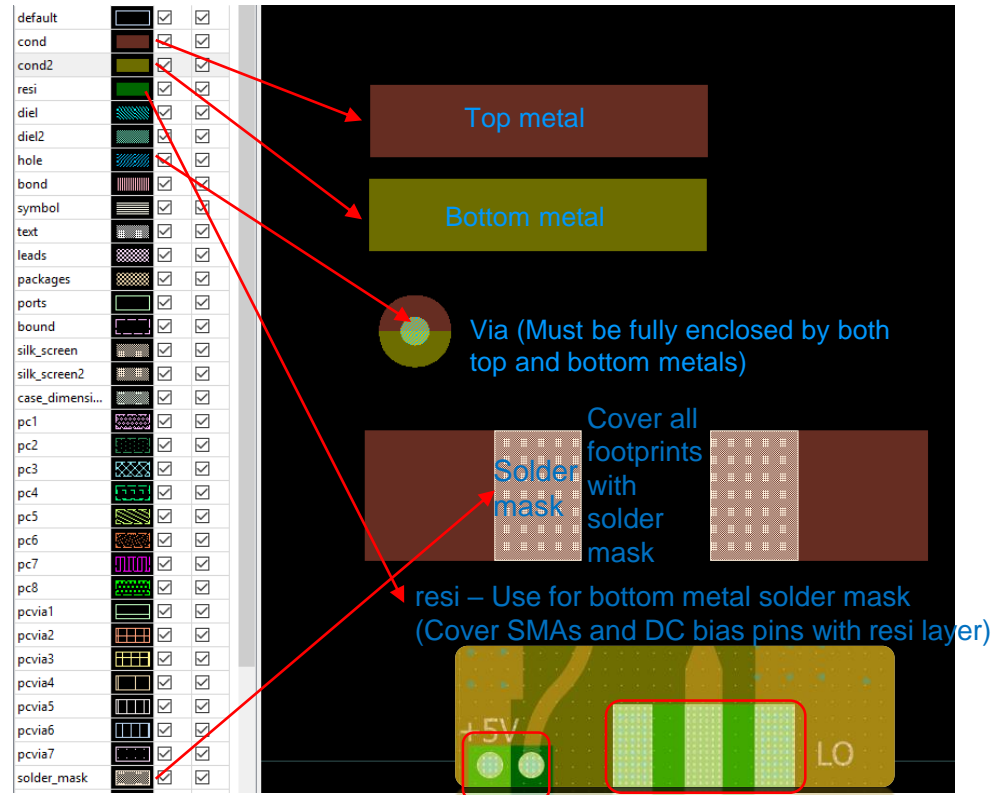 default
cond
cond2
resi
diel
diel2
hole
bond
symbol
text
leads
packages
ports
bound
silk_screen
silk_screen2
case_dimensi...
pc1
pc2
pc3
pc4
pc5
pc6
pc7
pc8
pcvia1
pcvia2
pcvia3
pcvia4
pcvia5
pcvia6
pcvia7
solder_mask
Top metal
Bottom metal
Via (Must be fully enclosed by both
top and bottom metals)
Solder
mask
Cover all
footprints
with
solder
mask
resi – Use for bottom metal solder mask
(Cover SMAs and DC bias pins with resi layer)
+5V
LO